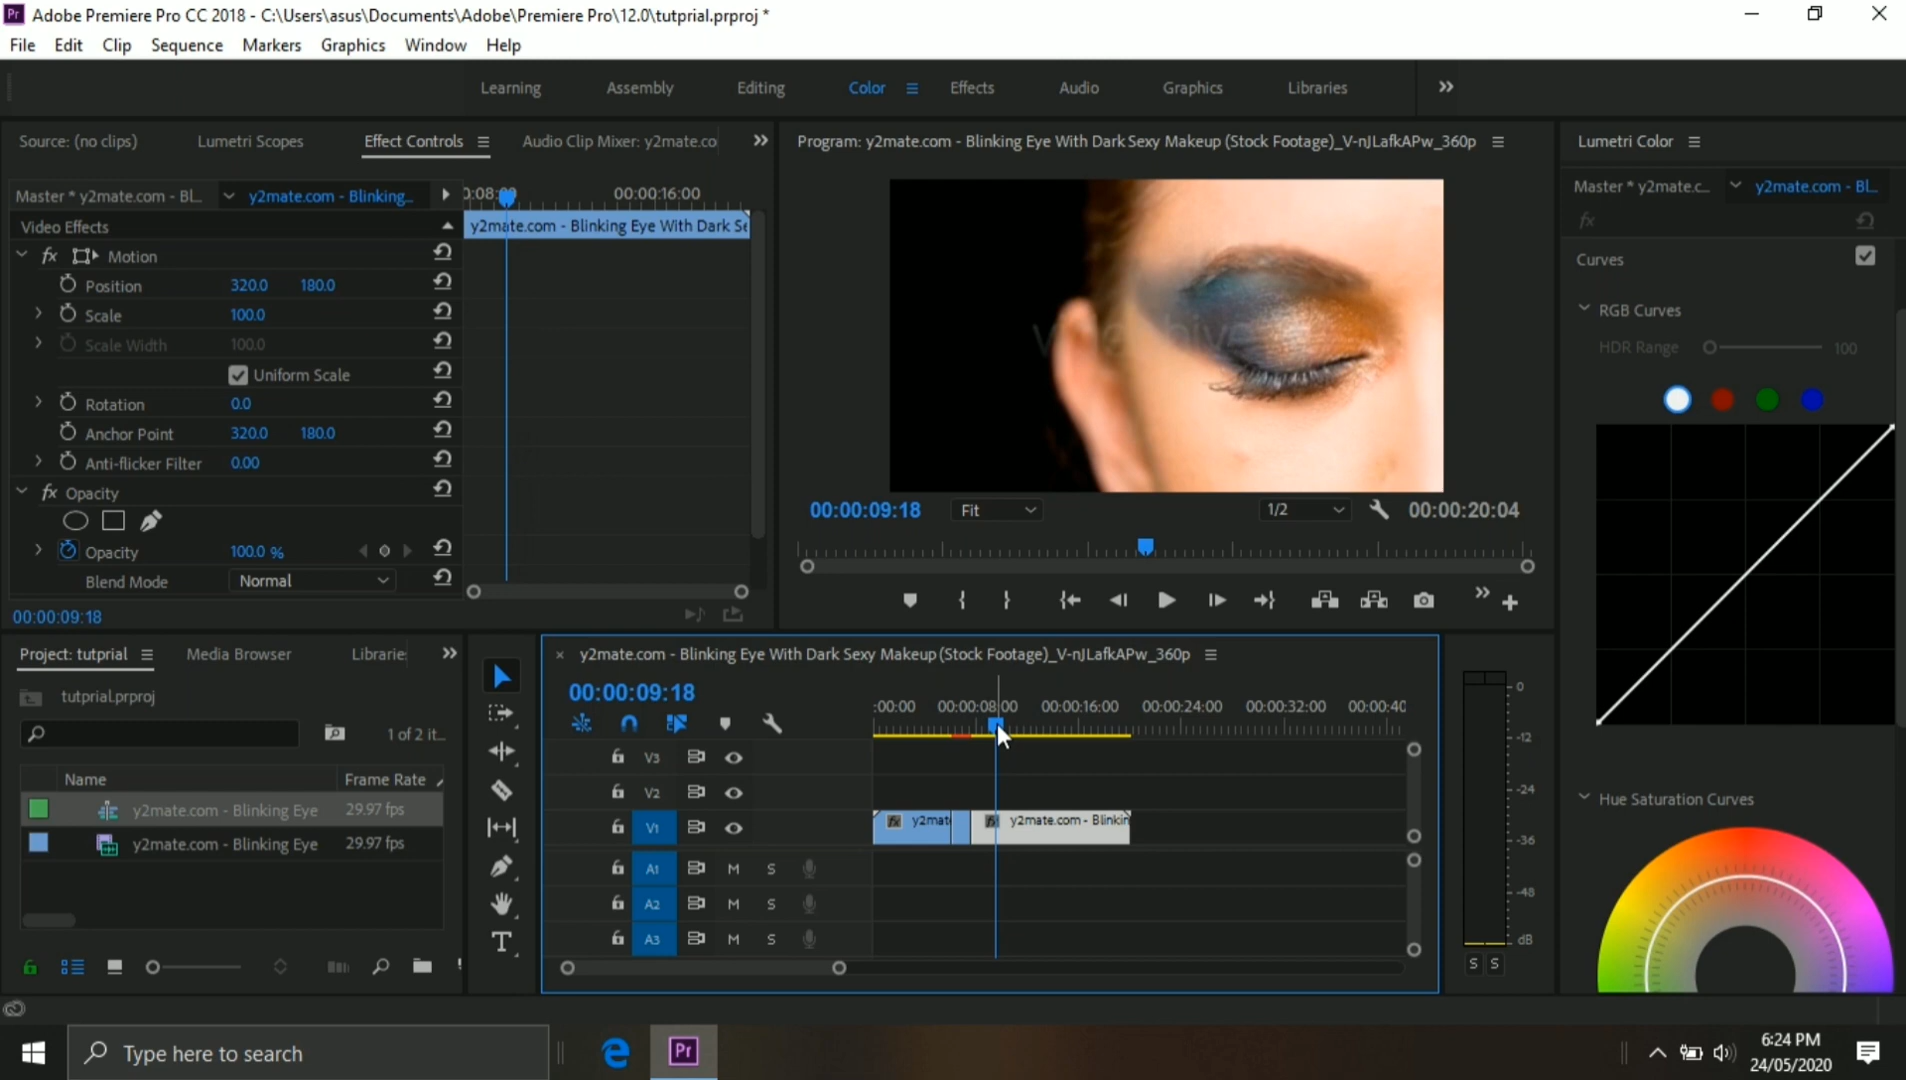 Pr Adobe Premiere Pro CC 2018 - C:\Users\asus\Documents\Adobe\Premiere Pro\12.0\tutprial.prproj *
File Edit Clip Sequence Markers Graphics Window Help
Learning Assembly Editing Color Effects Audio Graphics Libraries
Source: (no clips) Lumetri Scopes Effect Controls Audio Clip Mixer: y2mate.co
Program: y2mate.com - Blinking Eye With Dark Sexy Makeup (Stock Footage)_V-nJLafkAPw_360p
Lumetri Color
Master * y2mate.com - Bl... y2mate.com - Blinking...
00:00:16:00
Master * y2mate.c... y2mate.com - Bl...
fx
Video Effects
y2mate.com - Blinking Eye With Dark Se
fx Motion
Position 320.0 180.0
Scale 100.0
Scale Width 100.0
Uniform Scale
Rotation 0.0
Anchor Point 320.0 180.0
Anti-flicker Filter 0.00
fx Opacity
Opacity 100.0 %
Blend Mode Normal
00:00:09:18
00:00:09:18 Fit 1/2 00:00:20:04
Curves
RGB Curves
HDR Range 100
Hue Saturation Curves
Project: tutprial Media Browser Librarie
tutprial.prproj
1 of 2 it...
Name Frame Rate
y2mate.com - Blinking Eye 29.97 fps
y2mate.com - Blinking Eye 29.97 fps
T
× y2mate.com - Blinking Eye With Dark Sexy Makeup (Stock Footage)_V-nJLafkAPw_360p
00:00:09:18
:00:00 00:00:08:00 00:00:16:00 00:00:24:00 00:00:32:00 00:00:40
V3
V2
V1 fx y2mat fx y2mate.com - Blinkin
A1 M S
A2 M S
A3 M S
0
-12
-24
-36
-48
dB
S S
Type here to search
Pr
6:24 PM
24/05/2020